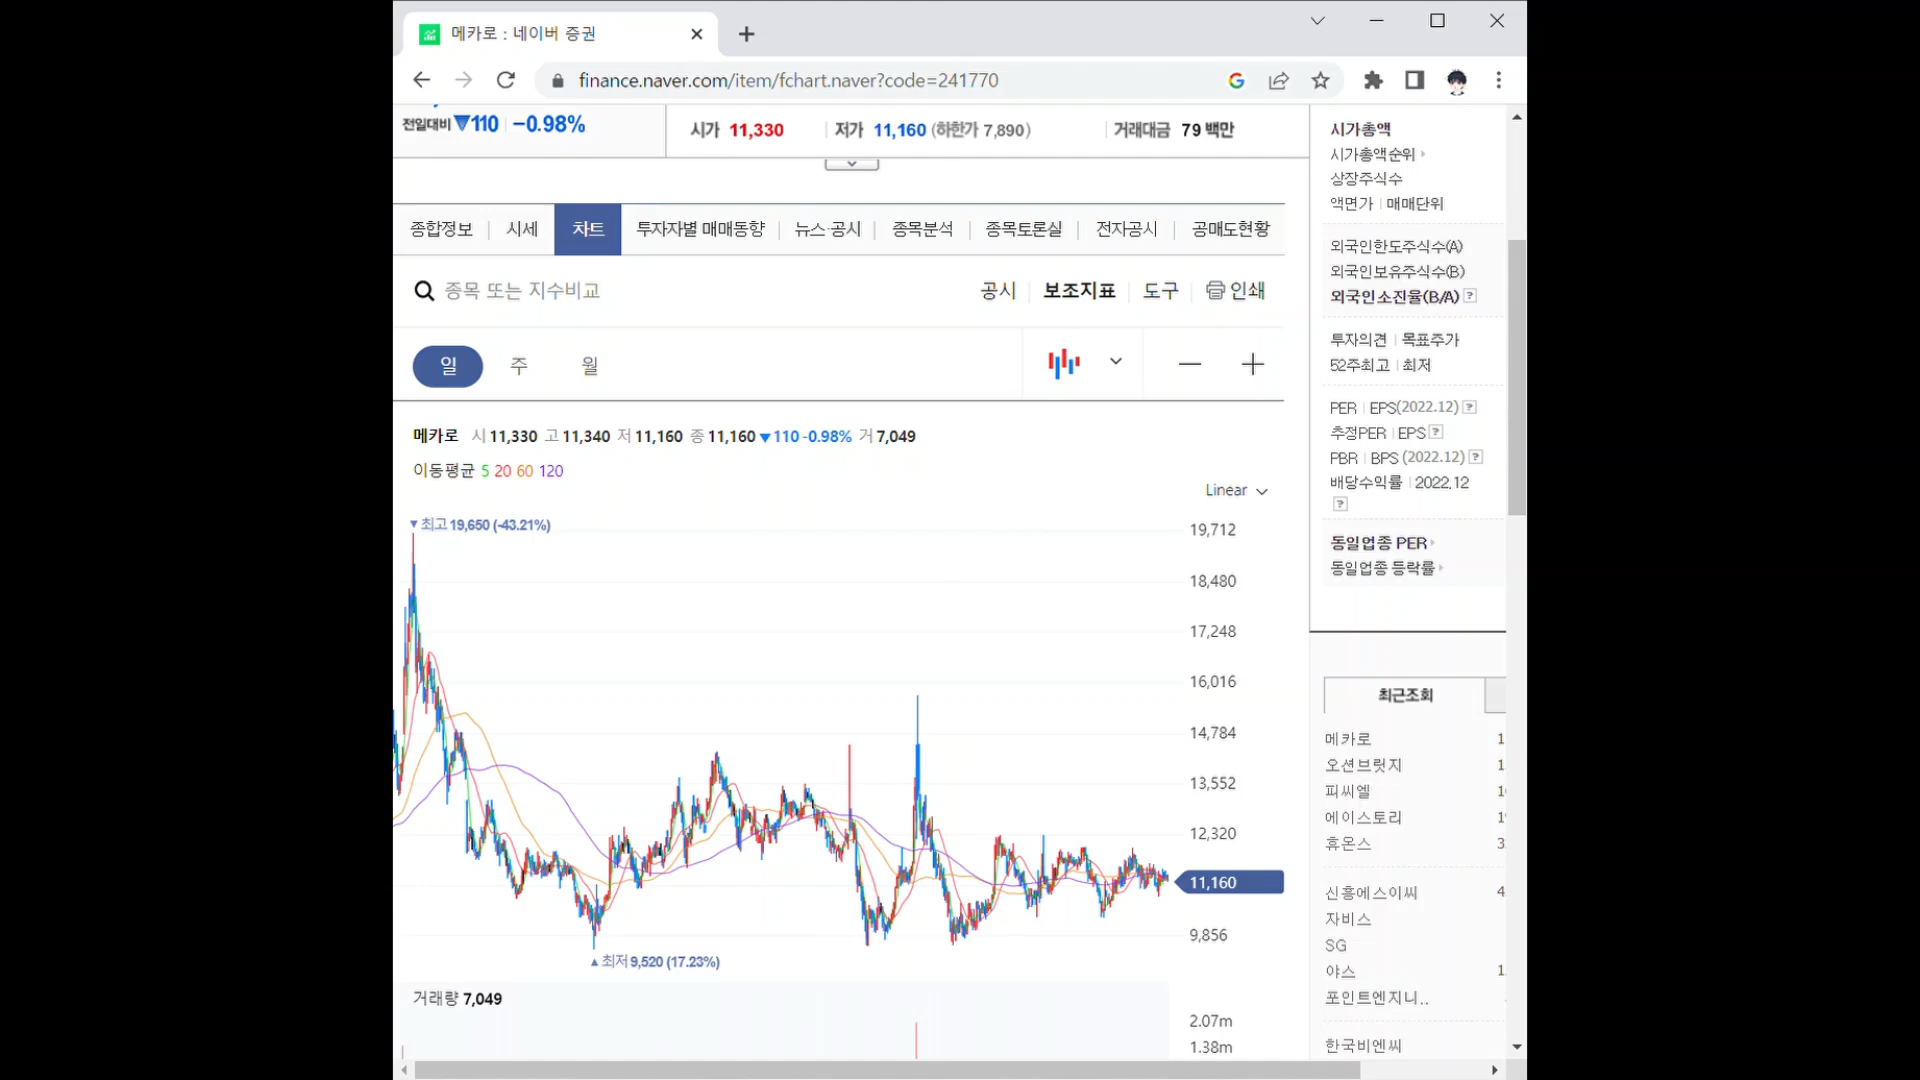 메카로 : 네이버 증권
finance.naver.com/item/fchart.naver?code=241770
전일대비 ▼110 | −0.98%
시가 11,330 | 저가 11,160 (하한가 7,890) | 거래대금 79 백만
종합정보 | 시세 차트 투자자별 매매동향 | 뉴스·공시 | 종목분석 | 종목토론실 | 전자공시 | 공매도현황
종목 또는 지수비교
공시 보조지표 도구 인쇄
일 주 월
메카로 시 11,330 고 11,340 저 11,160 종 11,160 ▼110 -0.98% 거 7,049
이동평균 5 20 60 120
Linear
▼최고 19,650 (-43.21%)
19,712
18,480
17,248
16,016
14,784
13,552
12,320
11,160
9,856
▲최저 9,520 (17.23%)
거래량 7,049
2.07m
1.38m
시가총액
시가총액순위
상장주식수
액면가 | 매매단위
외국인한도주식수(A)
외국인보유주식수(B)
외국인소진율(B/A) ?
투자의견 | 목표주가
52주최고 | 최저
PER | EPS(2022.12) ?
추정PER | EPS ?
PBR | BPS (2022.12) ?
배당수익률 | 2022.12
?
동일업종 PER
동일업종 등락률
최근조회
메카로 1
오션브릿지 1.
피씨엘 1
에이스토리 1
휴온스 3.
신흥에스이씨 4.
자비스
SG
야스 1.
포인트엔지니..
한국비엔씨